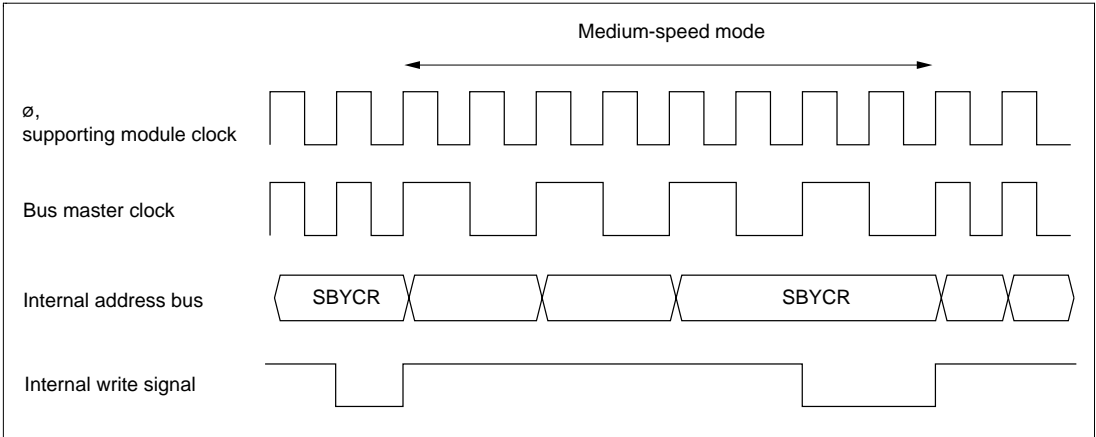 Medium-speed mode
ø,
supporting module clock
Bus master clock
Internal address bus
SBYCR
SBYCR
Internal write signal